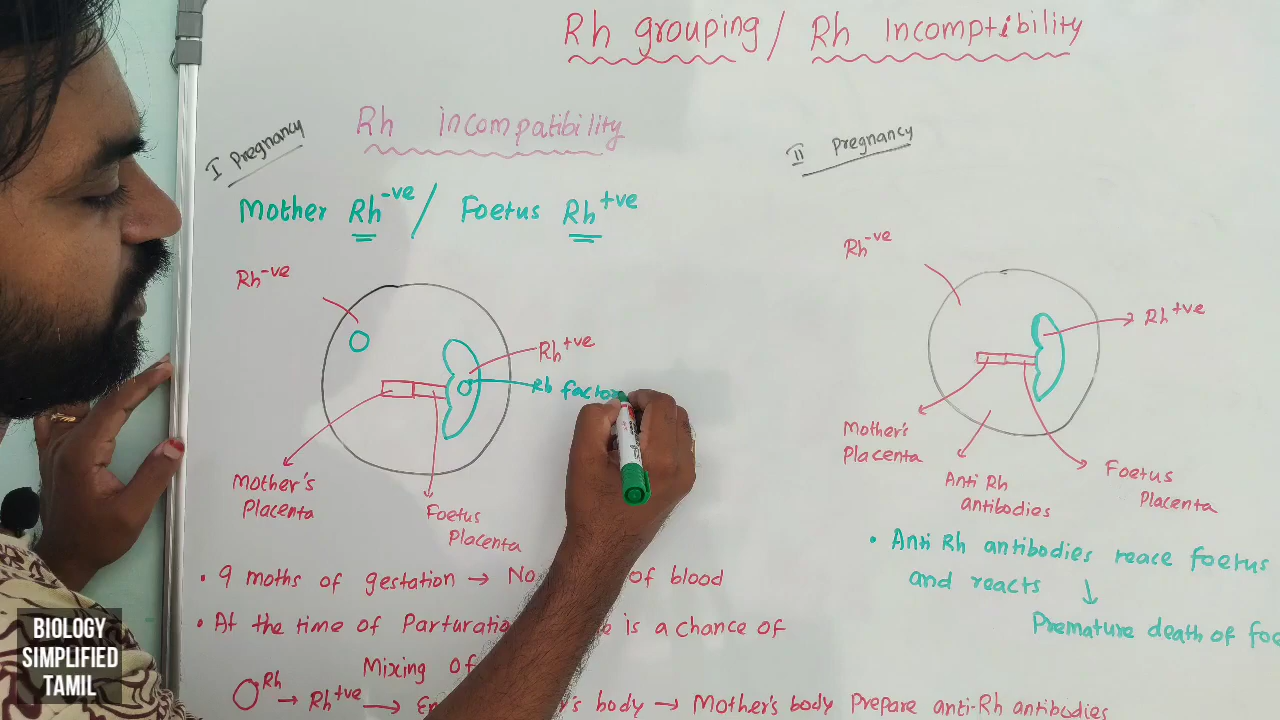 Rh grouping / Rh Incomptibility
Rh incompatibility
I Pregnancy
Mother Rh-ve / Foetus Rh+ve
Rh-ve
Rh+ve
Rh factor
Mother's
Placenta
Foetus
Placenta
• 9 moths of gestation → No of blood
• At the time of Parturatio is a chance of
Mixing of
Rh → Rh+ve → En 's body → Mother's body Prepare anti-Rh antibodies
II Pregnancy
Rh-ve
Rh+ve
Mother's
Placenta
Anti Rh
antibodies
Foetus
Placenta
• Anti Rh antibodies reace foetus
and reacts ↓
Premature death of foe
BIOLOGY
SIMPLIFIED
TAMIL